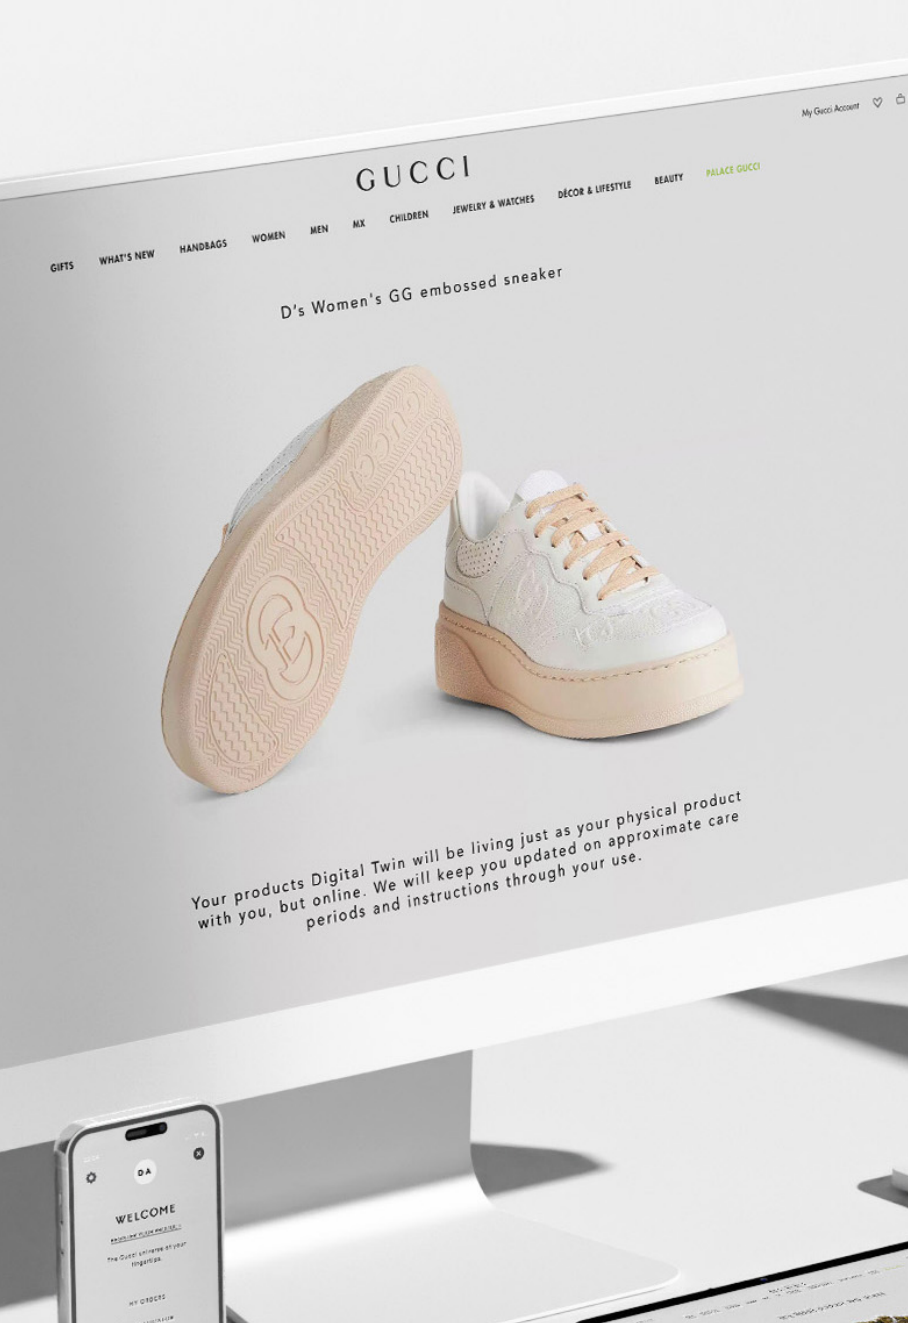 My Gucci Account
GUCCI
GIFTS WHAT'S NEW HANDBAGS WOMEN MEN MX CHILDREN JEWELRY & WATCHES DÉCOR & LIFESTYLE BEAUTY PALACE GUCCI
D's Women's GG embossed sneaker
GUCCI
Your products Digital Twin will be living just as your physical product
with you, but online. We will keep you updated on approximate care
periods and instructions through your use.
DA
WELCOME
The Gucci universe at your
fingertips.
MY ORDERS